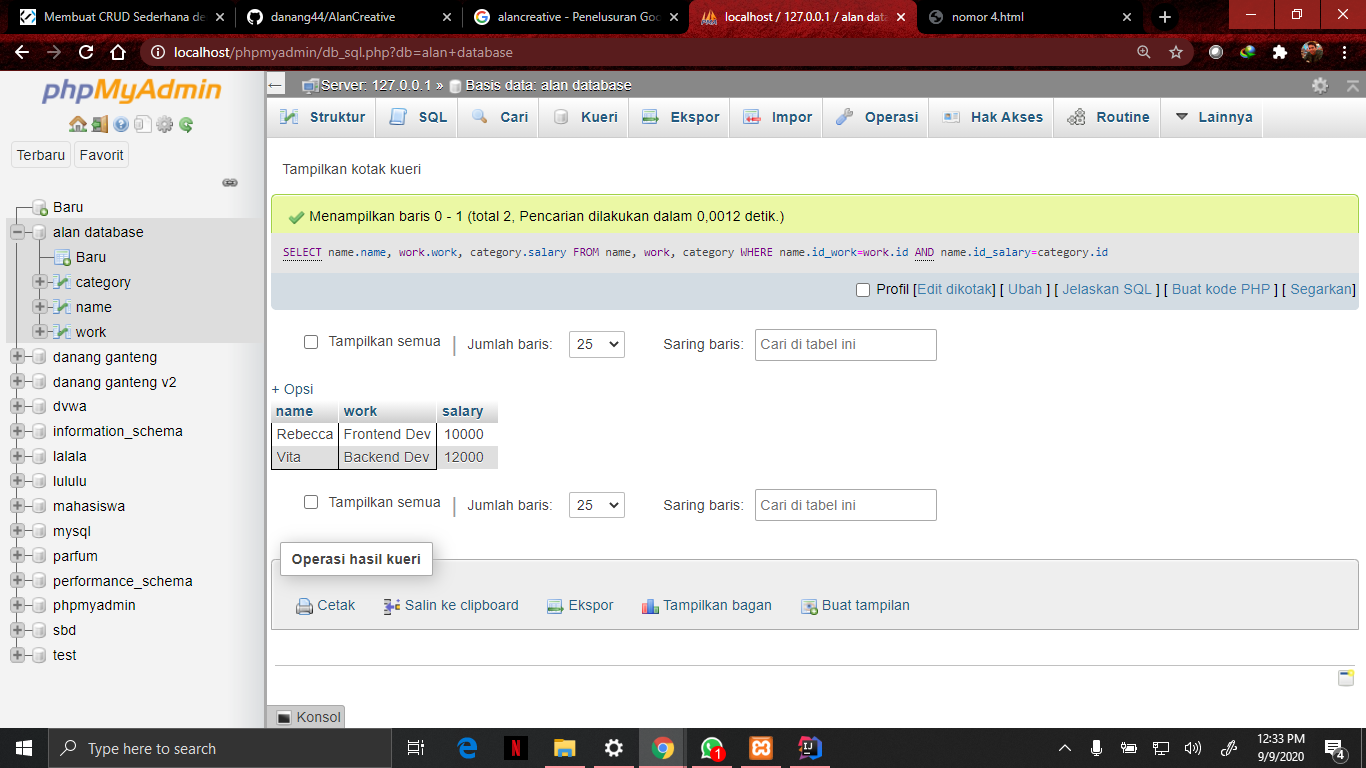 Membuat CRUD Sederhana de
danang44/AlanCreative
alancreative - Penelusuran Goo
localhost / 127.0.0.1 / alan data
nomor 4.html
localhost/phpmyadmin/db_sql.php?db=alan+database
phpMyAdmin
Terbaru
Favorit
Baru
alan database
Baru
category
name
work
danang ganteng
danang ganteng v2
dvwa
information_schema
lalala
lululu
mahasiswa
mysql
parfum
performance_schema
phpmyadmin
sbd
test
Server: 127.0.0.1 » Basis data: alan database
Struktur
SQL
Cari
Kueri
Ekspor
Impor
Operasi
Hak Akses
Routine
Lainnya
Tampilkan kotak kueri
Menampilkan baris 0 - 1 (total 2, Pencarian dilakukan dalam 0,0012 detik.)
SELECT name.name, work.work, category.salary FROM name, work, category WHERE name.id_work=work.id AND name.id_salary=category.id
Profil [Edit dikotak] [ Ubah ] [ Jelaskan SQL ] [ Buat kode PHP ] [ Segarkan]
Tampilkan semua | Jumlah baris: 25 Saring baris: Cari di tabel ini
+ Opsi
name work salary
Rebecca Frontend Dev 10000
Vita Backend Dev 12000
Tampilkan semua | Jumlah baris: 25 Saring baris: Cari di tabel ini
Operasi hasil kueri
Cetak
Salin ke clipboard
Ekspor
Tampilkan bagan
Buat tampilan
Konsol
Type here to search
1
12:33 PM
9/9/2020
4